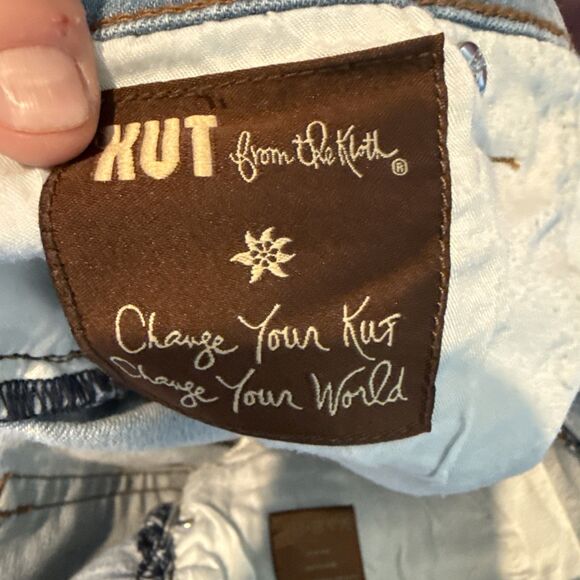 KUT from the Kloth®
Change Your Kut
Change Your World